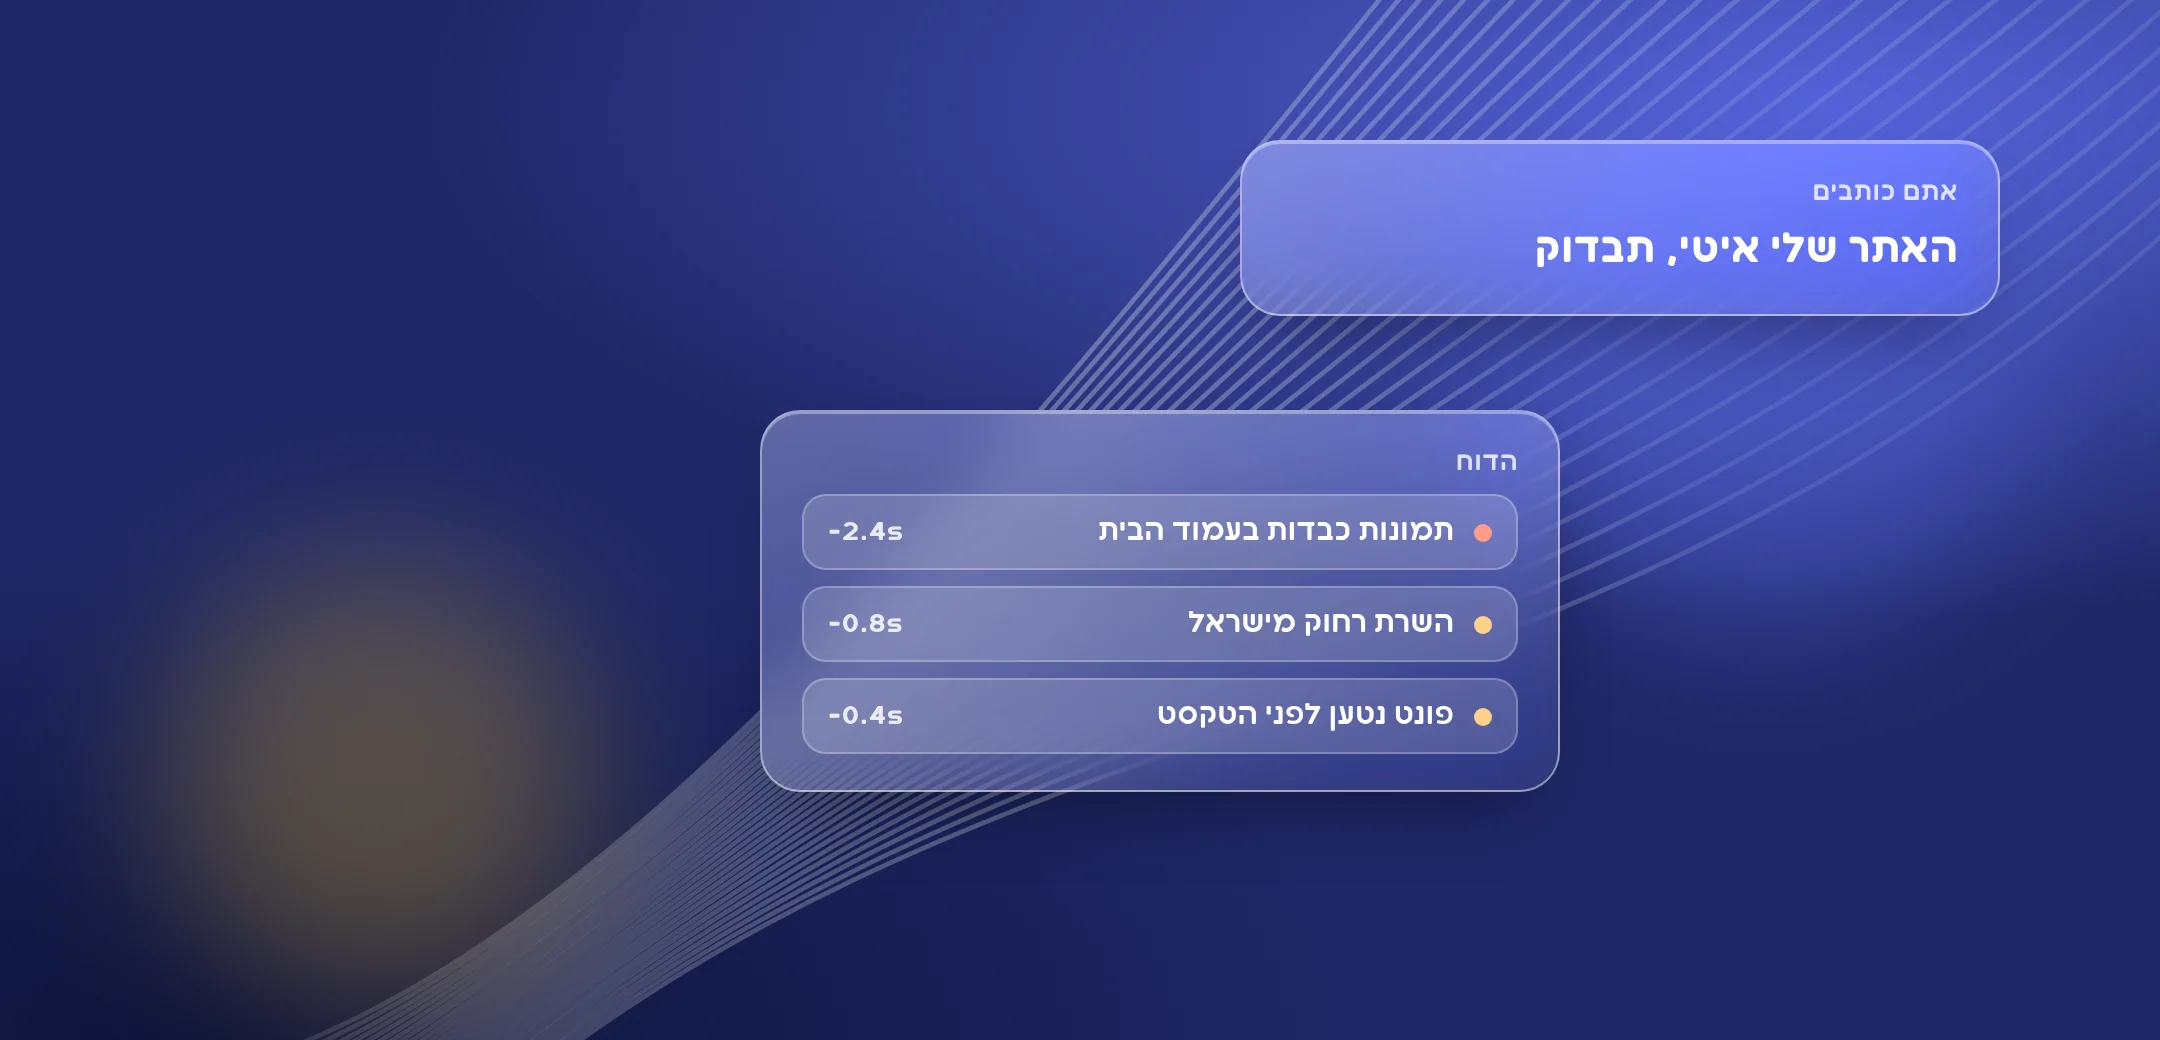 אתם כותבים
האתר שלי איטי, תבדוק
הדוח
תמונות כבדות בעמוד הבית -2.4s
השרת רחוק מישראל -0.8s
פונט נטען לפני הטקסט -0.4s